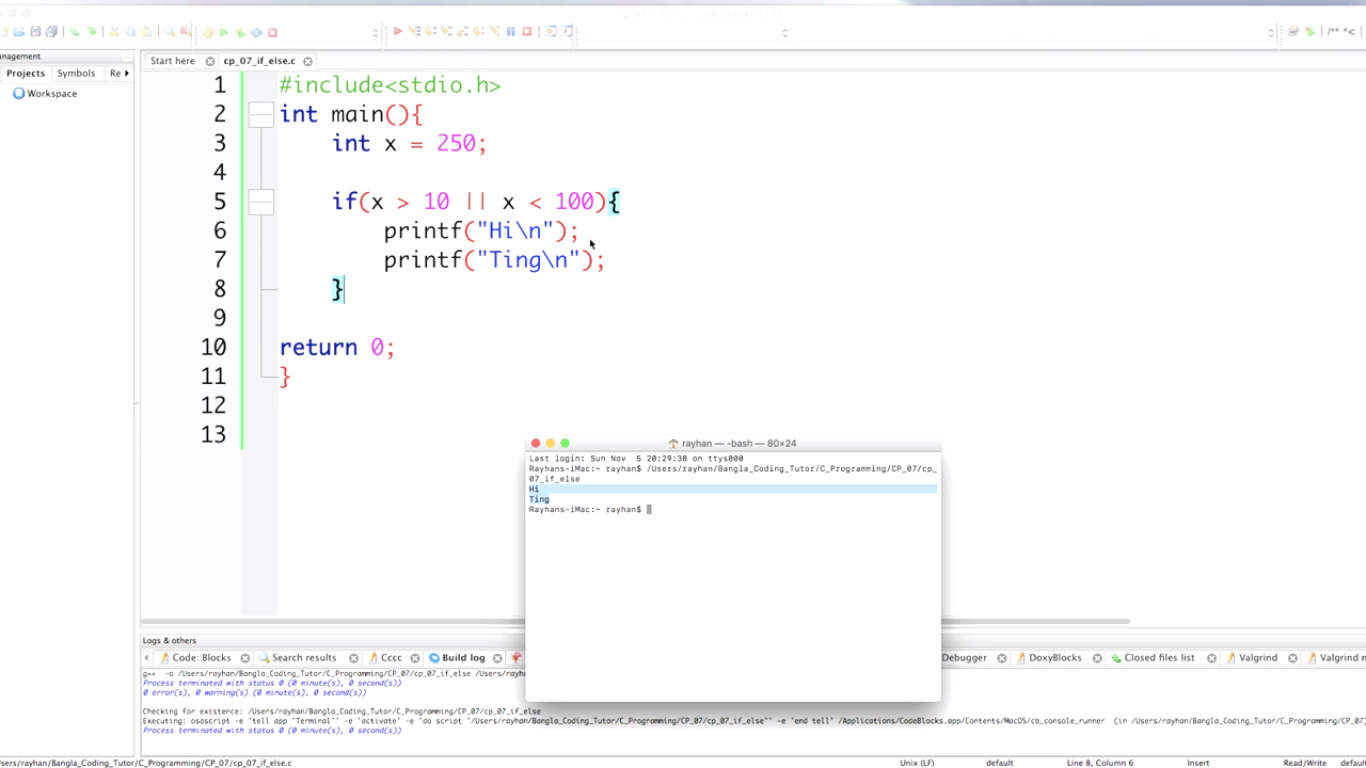 anagement
Start here
cp_07_if_else.c
Projects Symbols Re
Workspace
1 #include<stdio.h>
2 int main(){
3 int x = 250;
4
5 if(x > 10 || x < 100){
6 printf("Hi\n");
7 printf("Ting\n");
8 }
9
10 return 0;
11 }
12
13
/** *<
rayhan — -bash — 80×24
Last login: Sun Nov 5 20:29:38 on ttys000
Rayhans-iMac:~ rayhan$ /Users/rayhan/Bangla_Coding_Tutor/C_Programming/CP_07/cp_
07_if_else
Hi
Ting
Rayhans-iMac:~ rayhan$
Logs & others
Code::Blocks Search results Cccc Build log Debugger DoxyBlocks Closed files list Valgrind Valgrind m
g++ -o /Users/rayhan/Bangla_Coding_Tutor/C_Programming/CP_07/cp_07_if_else /Users/rayha
Process terminated with status 0 (0 minute(s), 0 second(s))
0 error(s), 0 warning(s) (0 minute(s), 0 second(s))
Checking for existence: /Users/rayhan/Bangla_Coding_Tutor/C_Programming/CP_07/cp_07_if_else
Executing: osascript -e 'tell app "Terminal"' -e 'activate' -e 'do script "/Users/rayhan/Bangla_Coding_Tutor/C_Programming/CP_07/cp_07_if_else"' -e 'end tell' /Applications/CodeBlocks.app/Contents/MacOS/cb_console_runner (in /Users/rayhan/Bangla_Coding_Tutor/C_Programming/CP_07
Process terminated with status 0 (0 minute(s), 0 second(s))
sers/rayhan/Bangla_Coding_Tutor/C_Programming/CP_07/cp_07_if_else.c
Unix (LF) default Line 8, Column 6 Insert Read/Write default